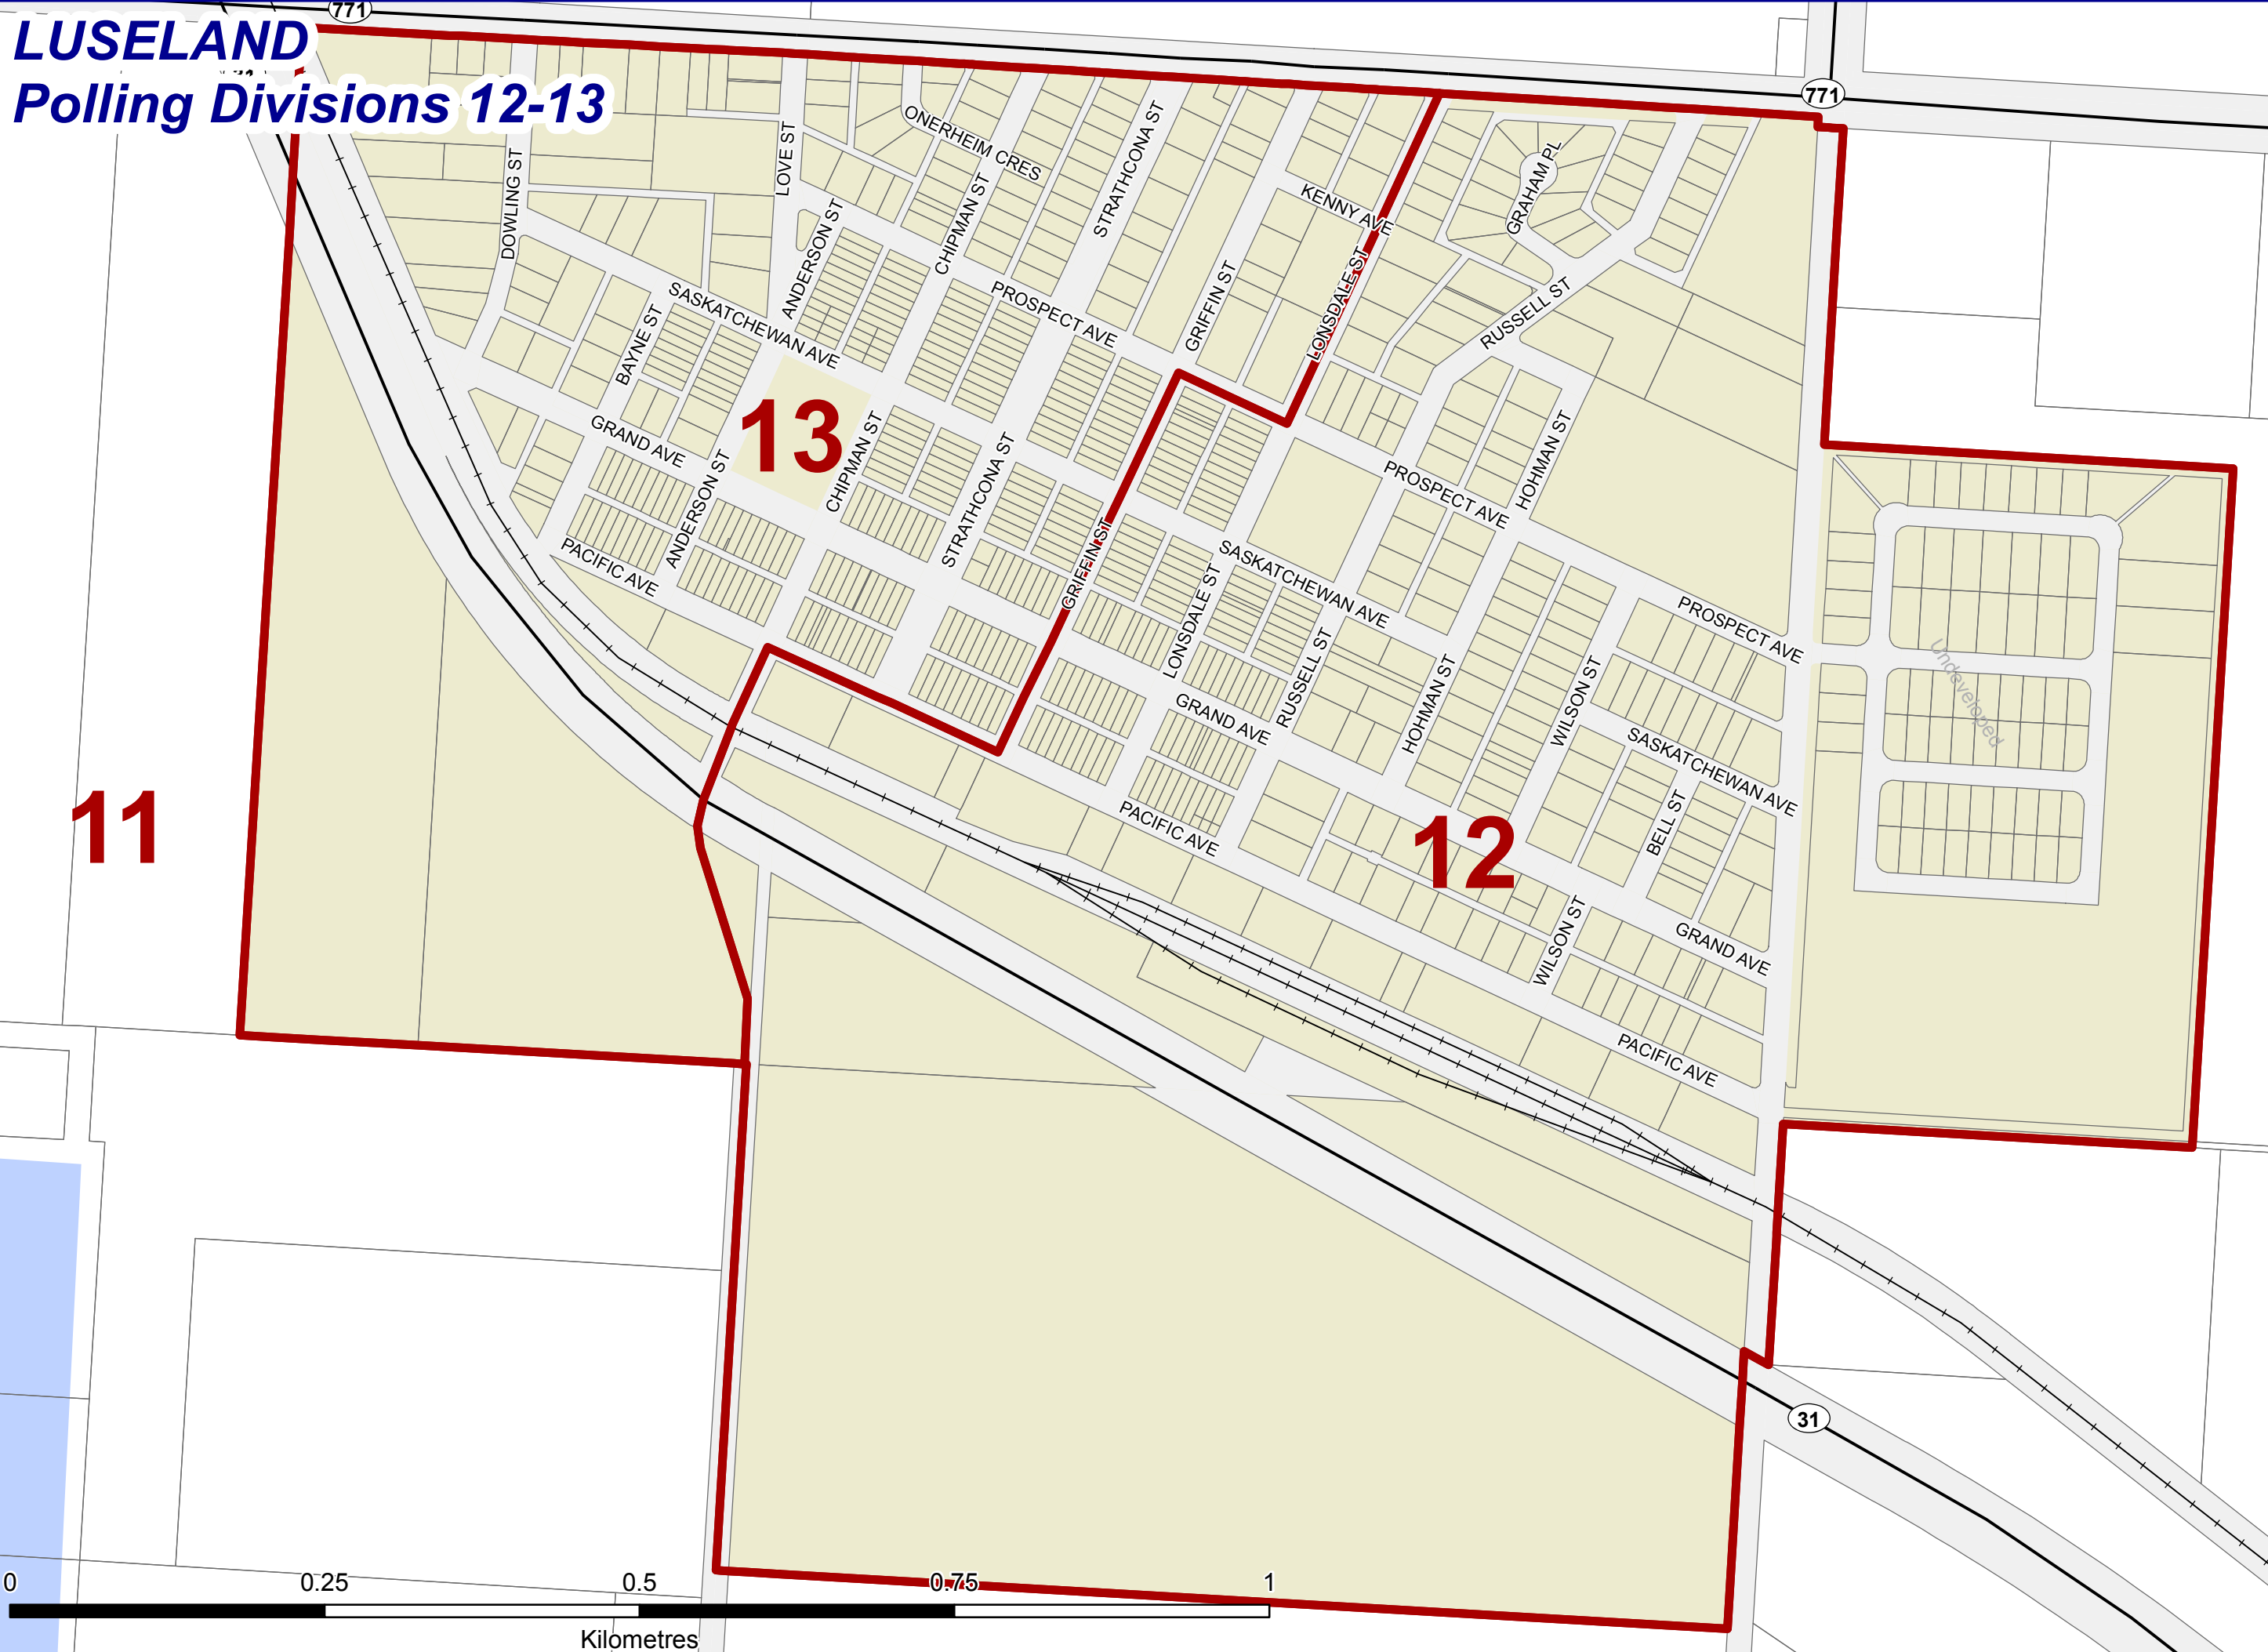 771
LUSELAND
31
Polling Divisions 12-13
771
ONERHEIM CRES
STRATHCONA ST
LOVE ST
DOWLING ST
CHIPMAN ST
KENNY AVE
GRAHAM PL
ANDERSON ST
SASKATCHEWAN AVE
PROSPECT AVE
GRIFFIN ST
LONSDALE ST
RUSSELL ST
BAYNE ST
13
GRAND AVE
CHIPMAN ST
ANDERSON ST
STRATHCONA ST
PROSPECT AVE
HOHMAN ST
PACIFIC AVE
GRIFFIN ST
SASKATCHEWAN AVE
LONSDALE ST
RUSSELL ST
PROSPECT AVE
Undeveloped
GRAND AVE
HOHMAN ST
WILSON ST
SASKATCHEWAN AVE
11
PACIFIC AVE
12
BELL ST
WILSON ST
GRAND AVE
PACIFIC AVE
31
0 0.25 0.5 0.75 1
Kilometres